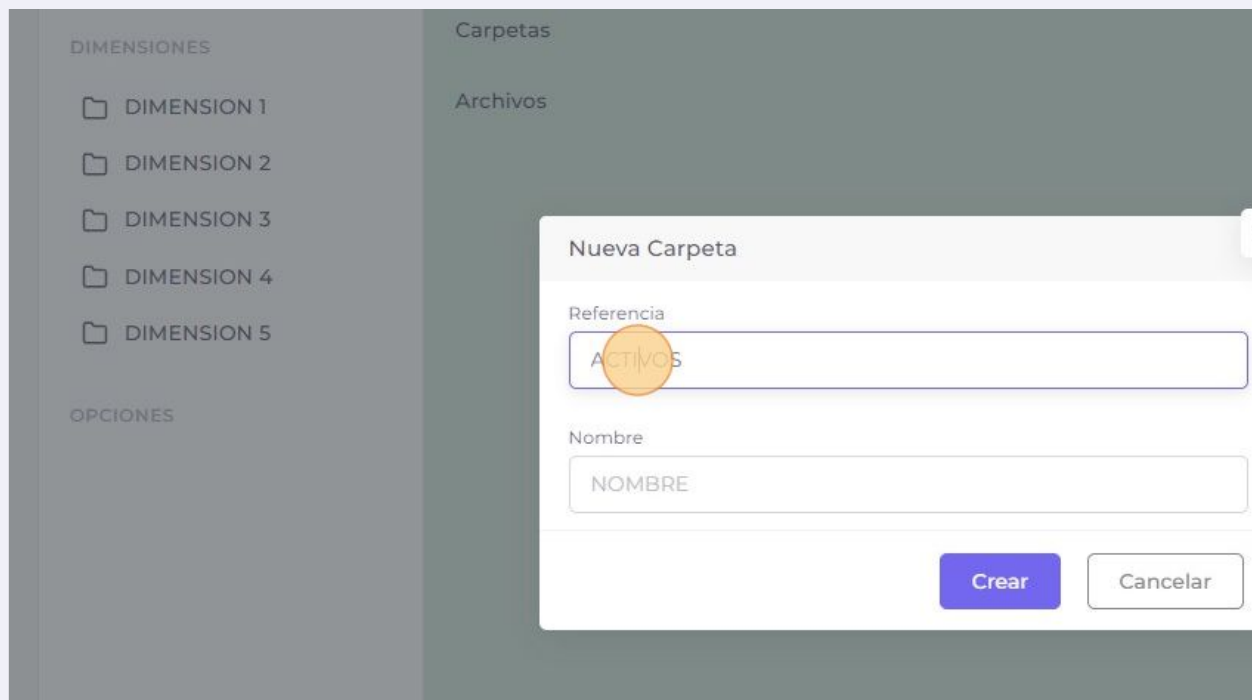 DIMENSIONES
DIMENSION 1
DIMENSION 2
DIMENSION 3
DIMENSION 4
DIMENSION 5
OPCIONES
Carpetas
Archivos
Nueva Carpeta
Referencia
ACTIVOS
Nombre
NOMBRE
Crear
Cancelar